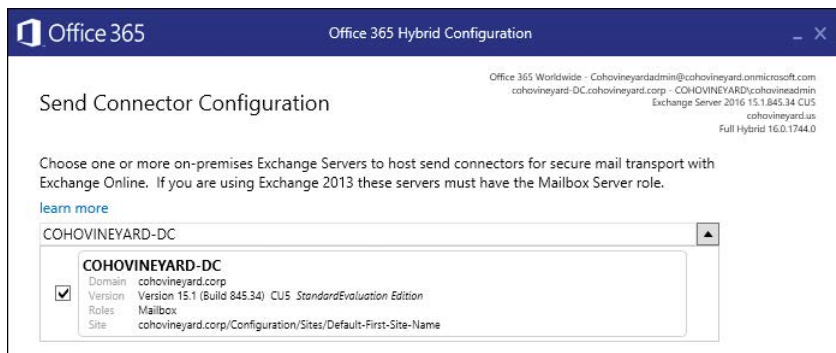 Office 365
Office 365 Hybrid Configuration
Office 365 Worldwide - Cohovineyardadmin@cohovineyard.onmicrosoft.com
cohovineyard-DC.cohovineyard.corp - COHOVINEYARD\cohovineadmin
Exchange Server 2016 15.1.845.34 CU5
cohovineyard.us
Full Hybrid 16.0.1744.0
Send Connector Configuration
Choose one or more on-premises Exchange Servers to host send connectors for secure mail transport with
Exchange Online. If you are using Exchange 2013 these servers must have the Mailbox Server role.
learn more
COHOVINEYARD-DC
COHOVINEYARD-DC
Domain cohovineyard.corp
Version Version 15.1 (Build 845.34) CU5 StandardEvaluation Edition
Roles Mailbox
Site cohovineyard.corp/Configuration/Sites/Default-First-Site-Name